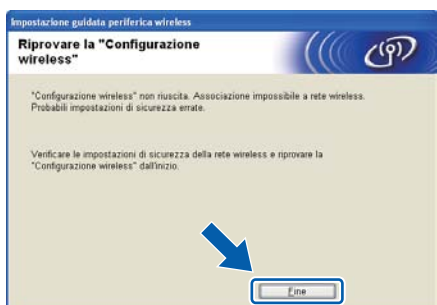 Impostazione guidata periferica wireless
Riprovare la "Configurazione
wireless"
"Configurazione wireless" non riuscita. Associazione impossibile a rete wireless.
Probabili impostazioni di sicurezza errate.
Verificare le impostazioni di sicurezza della rete wireless e riprovare la
"Configurazione wireless" dall'inizio.
Fine